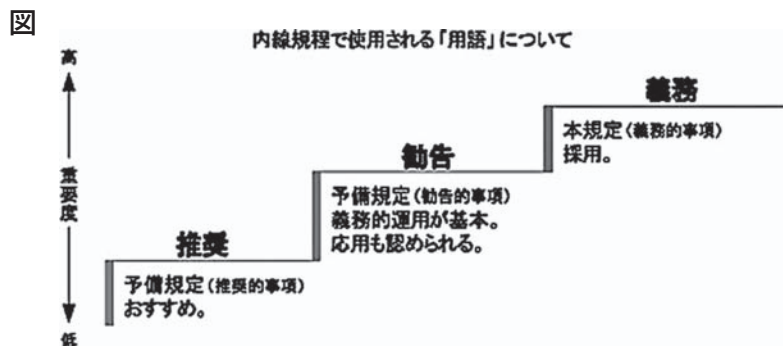 図
内線規程で使用される「用語」について
高
重要度
低
義務
本規定(義務的事項)
採用。
勧告
予備規定(勧告的事項)
義務的運用が基本。
応用も認められる。
推奨
予備規定(推奨的事項)
おすすめ。